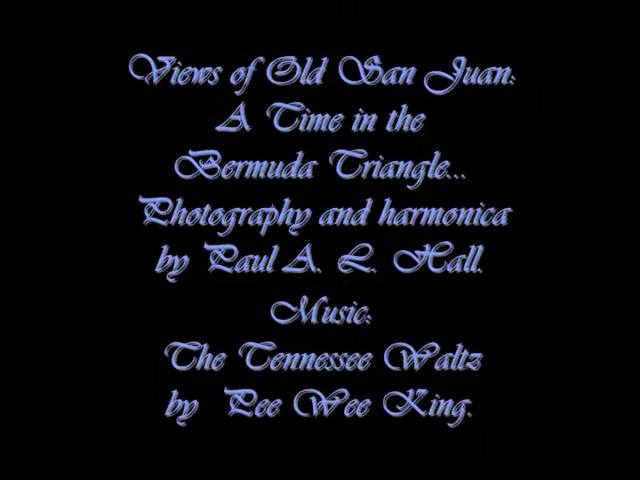 Views of Old San Juan:
A Time in the
Bermuda Triangle...
Photography and harmonica
by Paul A. L. Hall.
Music:
The Tennessee Waltz
by Pee Wee King.